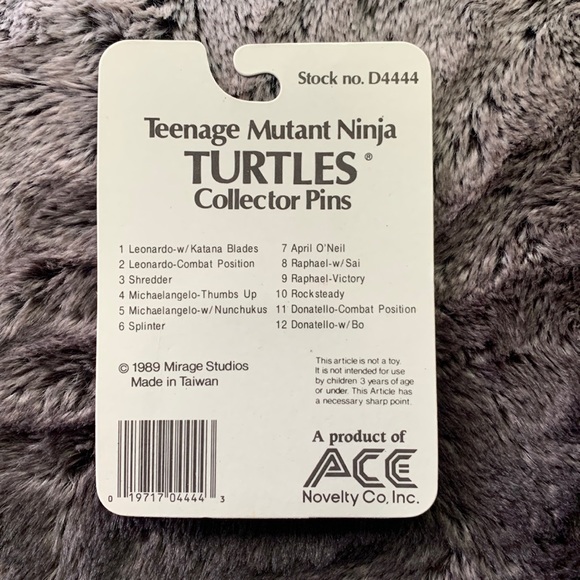 Stock no. D4444
Teenage Mutant Ninja
TURTLES®
Collector Pins
1 Leonardo-w/Katana Blades
2 Leonardo-Combat Position
3 Shredder
4 Michaelangelo-Thumbs Up
5 Michaelangelo-w/Nunchukus
6 Splinter
7 April O'Neil
8 Raphael-w/Sai
9 Raphael-Victory
10 Rocksteady
11 Donatello-Combat Position
12 Donatello-w/Bo
© 1989 Mirage Studios
Made in Taiwan
This article is not a toy.
It is not intended for use
by children 3 years of age
or under. This Article has
a necessary sharp point.
0 19717 04444 3
A product of
ACE
Novelty Co., Inc.